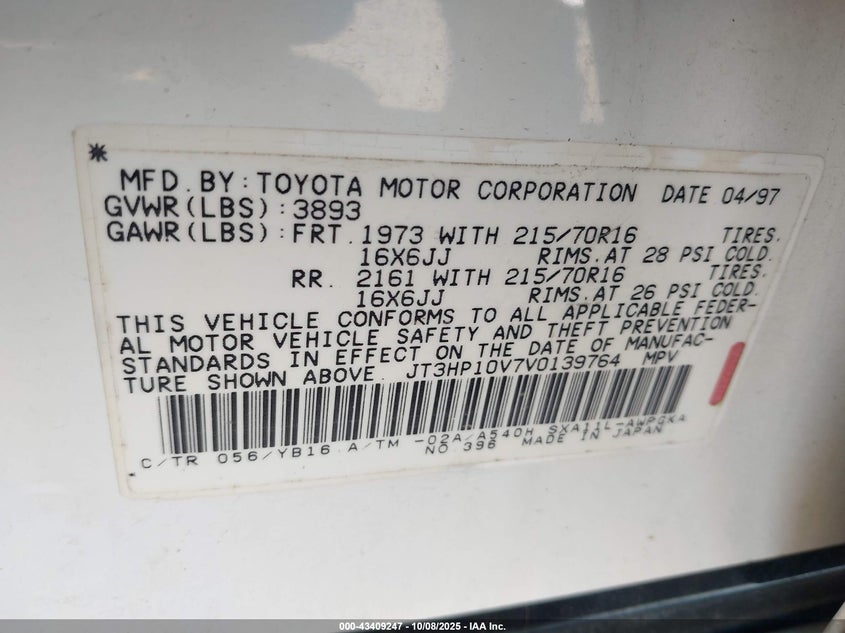 MFD. BY: TOYOTA MOTOR CORPORATION DATE 04/97
GVWR(LBS): 3893
GAWR(LBS): FRT. 1973 WITH 215/70R16 TIRES.
16X6JJ RIMS. AT 28 PSI COLD.
RR. 2161 WITH 215/70R16 TIRES.
16X6JJ RIMS. AT 26 PSI COLD.
THIS VEHICLE CONFORMS TO ALL APPLICABLE FEDER-
AL MOTOR VEHICLE SAFETY AND THEFT PREVENTION
STANDARDS IN EFFECT ON THE DATE OF MANUFAC-
TURE SHOWN ABOVE. JT3HP10V7V0139764 MPV
C/TR 056/YB16 A/TM -02A/A540H SXA11L-AWPGKA
NO.396 MADE IN JAPAN
000-43409247 - 10/08/2025 - IAA Inc.